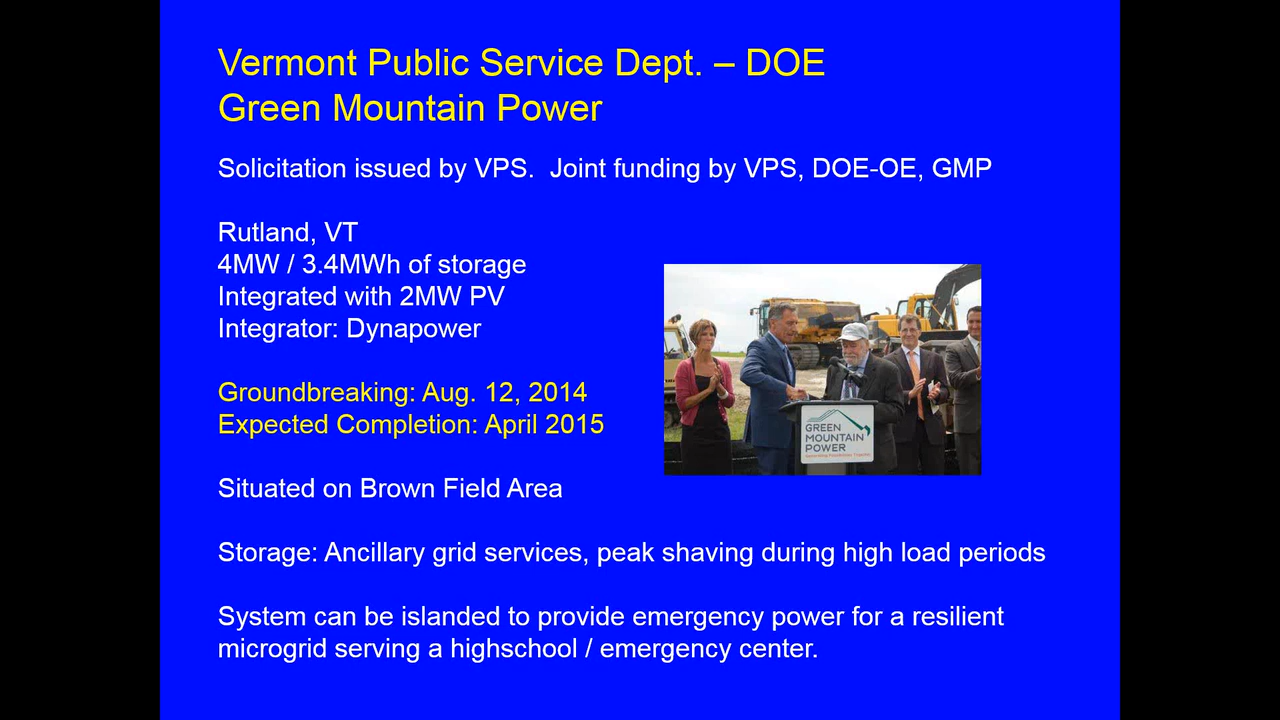 Vermont Public Service Dept. – DOE
Green Mountain Power
Solicitation issued by VPS.  Joint funding by VPS, DOE-OE, GMP
Rutland, VT
4MW / 3.4MWh of storage
Integrated with 2MW PV
Integrator: Dynapower
Groundbreaking: Aug. 12, 2014
Expected Completion: April 2015
GREEN
MOUNTAIN
POWER
Situated on Brown Field Area
Storage: Ancillary grid services, peak shaving during high load periods
System can be islanded to provide emergency power for a resilient
microgrid serving a highschool / emergency center.